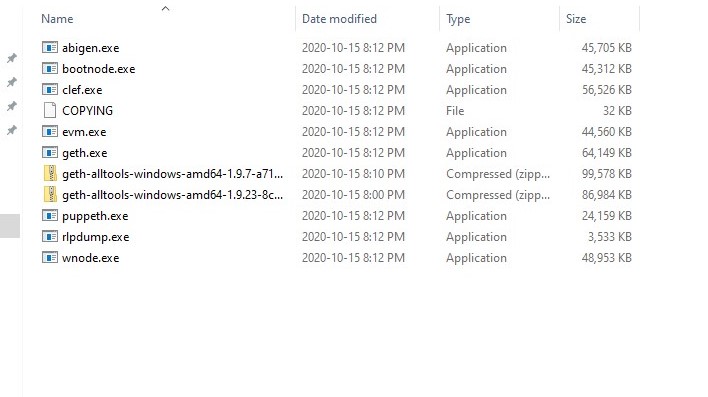 Name Date modified Type Size
abigen.exe 2020-10-15 8:12 PM Application 45,705 KB
bootnode.exe 2020-10-15 8:12 PM Application 45,312 KB
clef.exe 2020-10-15 8:12 PM Application 56,526 KB
COPYING 2020-10-15 8:12 PM File 32 KB
evm.exe 2020-10-15 8:12 PM Application 44,560 KB
geth.exe 2020-10-15 8:12 PM Application 64,149 KB
geth-alltools-windows-amd64-1.9.7-a71... 2020-10-15 8:10 PM Compressed (zipp... 99,578 KB
geth-alltools-windows-amd64-1.9.23-8c... 2020-10-15 8:00 PM Compressed (zipp... 86,984 KB
puppeth.exe 2020-10-15 8:12 PM Application 24,159 KB
rlpdump.exe 2020-10-15 8:12 PM Application 3,533 KB
wnode.exe 2020-10-15 8:12 PM Application 48,953 KB